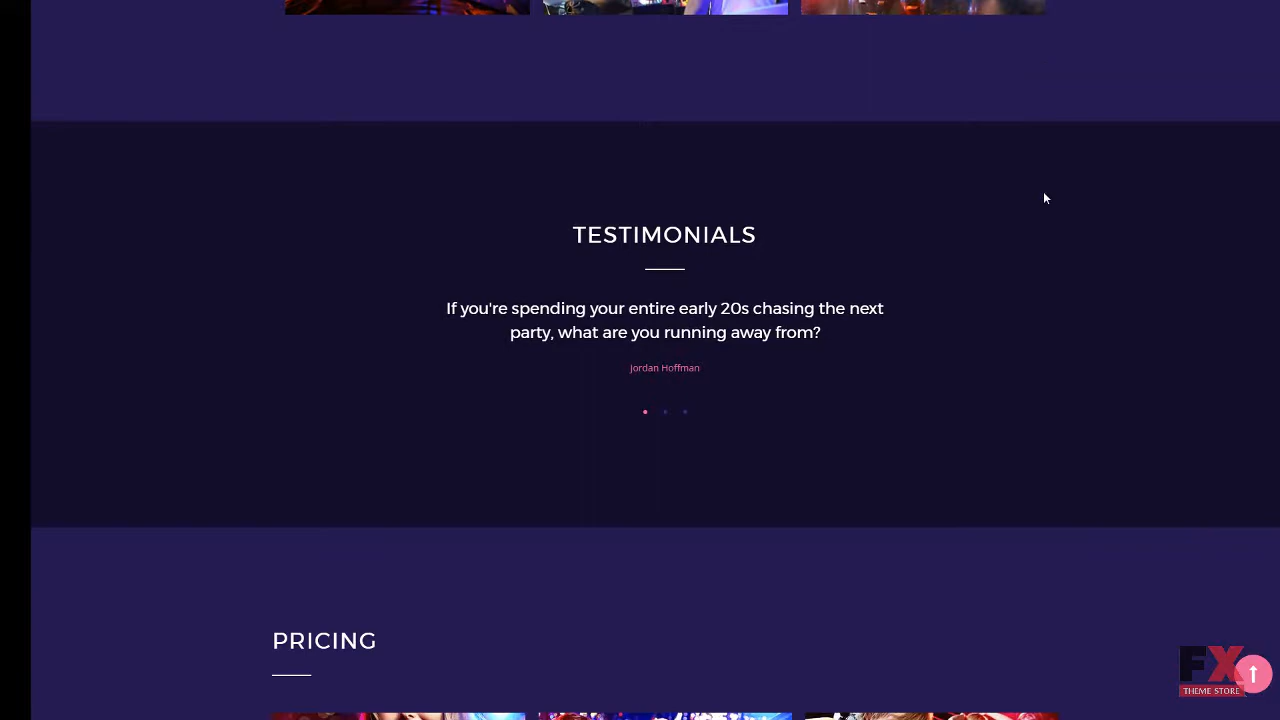 TESTIMONIALS
If you're spending your entire early 20s chasing the next
party, what are you running away from?
Jordan Hoffman
PRICING
FX
THEME STORE